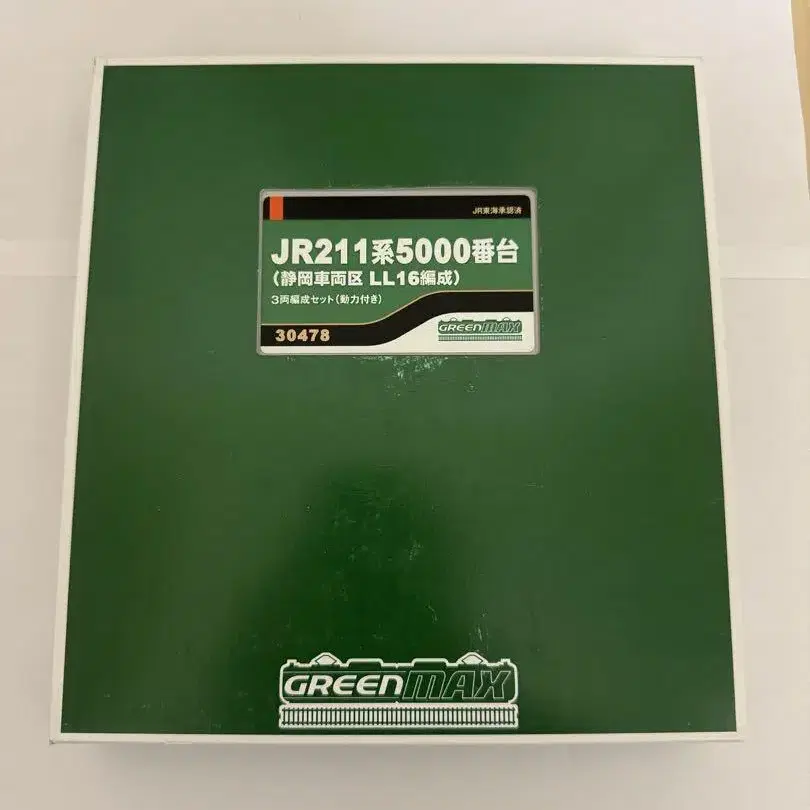 JR東海承認済
JR211系5000番台
(静岡車両区 LL16編成)
3両編成セット(動力付き)
30478
GREENMAX
GREENMAX